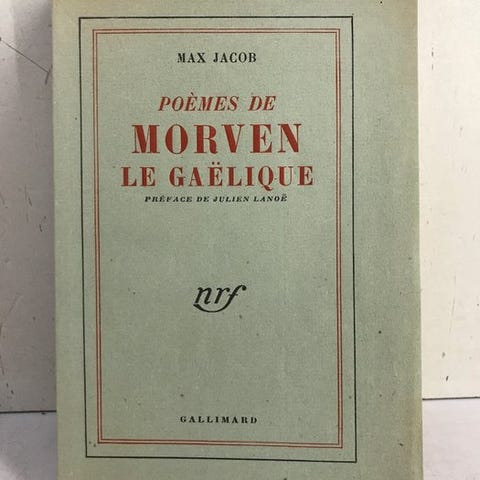 MAX JACOB
POÈMES DE
MORVEN
LE GAËLIQUE
PRÉFACE DE JULIEN LANOË
nrf
GALLIMARD